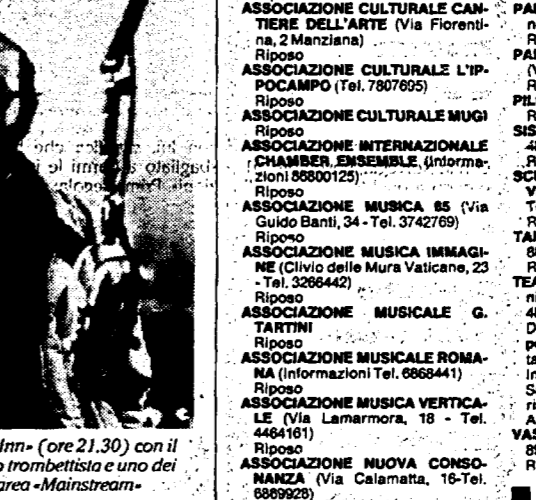 Inn» (ore 21.30) con il
o trombettista e uno dei
area «Mainstream»
ASSOCIAZIONE CULTURALE CAN-
TIERE DELL'ARTE (Via Fiorenti-
na, 2 Manziana)
Riposo
ASSOCIAZIONE CULTURALE L'IP-
POCAMPO (Tel. 7807695)
Riposo
ASSOCIAZIONE CULTURALE MUGI
Riposo
ASSOCIAZIONE INTERNAZIONALE
CHAMBER ENSEMBLE (Informa-
zioni 86800125)
Riposo
ASSOCIAZIONE MUSICA 85 (Via
Guido Banti, 34 - Tel. 3742769)
Riposo
ASSOCIAZIONE MUSICA IMMAGI-
NE (Clivio delle Mura Vaticane, 23
- Tel. 3266442)
Riposo
ASSOCIAZIONE MUSICALE G.
TARTINI
Riposo
ASSOCIAZIONE MUSICALE ROMA-
NA (Informazioni Tel. 6868441)
Riposo
ASSOCIAZIONE MUSICA VERTICA-
LE (Via Lamarmora, 18 - Tel.
4464161)
Riposo
ASSOCIAZIONE NUOVA CONSO-
NANZA (Via Calamatta, 16-Tel.
6869928)